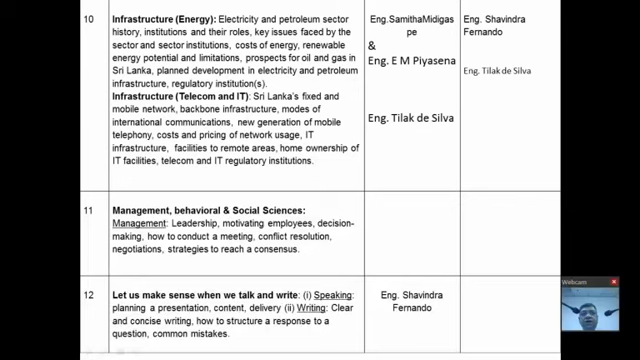 10
Infrastructure (Energy): Electricity and petroleum sector
history, institutions and their roles, key issues faced by the
sector and sector institutions, costs of energy, renewable
energy potential and limitations, prospects for oil and gas in
Sri Lanka, planned development in electricity and petroleum
infrastructure, regulatory institution(s).
Infrastructure (Telecom and IT): Sri Lanka's fixed and
mobile network, backbone infrastructure, modes of
international communications, new generation of mobile
telephony, costs and pricing of network usage, IT
infrastructure, facilities to remote areas, home ownership of
IT facilities, telecom and IT regulatory institutions.
Eng.SamithaMidigas
pe
&
Eng. E M Piyasena
Eng. Tilak de Silva
Eng. Shavindra
Fernando
Eng. Tilak de Silva
11
Management, behavioral & Social Sciences:
Management: Leadership, motivating employees, decision-
making, how to conduct a meeting, conflict resolution,
negotiations, strategies to reach a consensus.
12
Let us make sense when we talk and write: (i) Speaking:
planning a presentation, content, delivery (ii) Writing: Clear
and concise writing, how to structure a response to a
question, common mistakes.
Eng. Shavindra
Fernando
Webcam